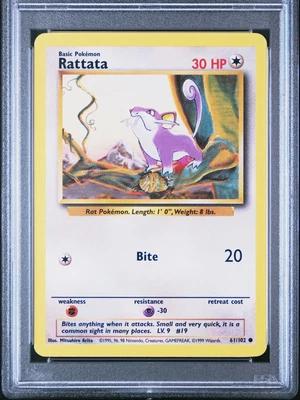 Basic Pokémon
Rattata
30 HP
Rat Pokémon. Length: 1' 0", Weight: 8 lbs.
Bite 20
weakness resistance retreat cost
-30
Bites anything when it attacks. Small and very quick, it is a
common sight in many places. LV. 9 #19
Illus. Mitsuhiro Arita ©1995, 96, 98 Nintendo, Creatures, GAMEFREAK. ©1999 Wizards. 61/102